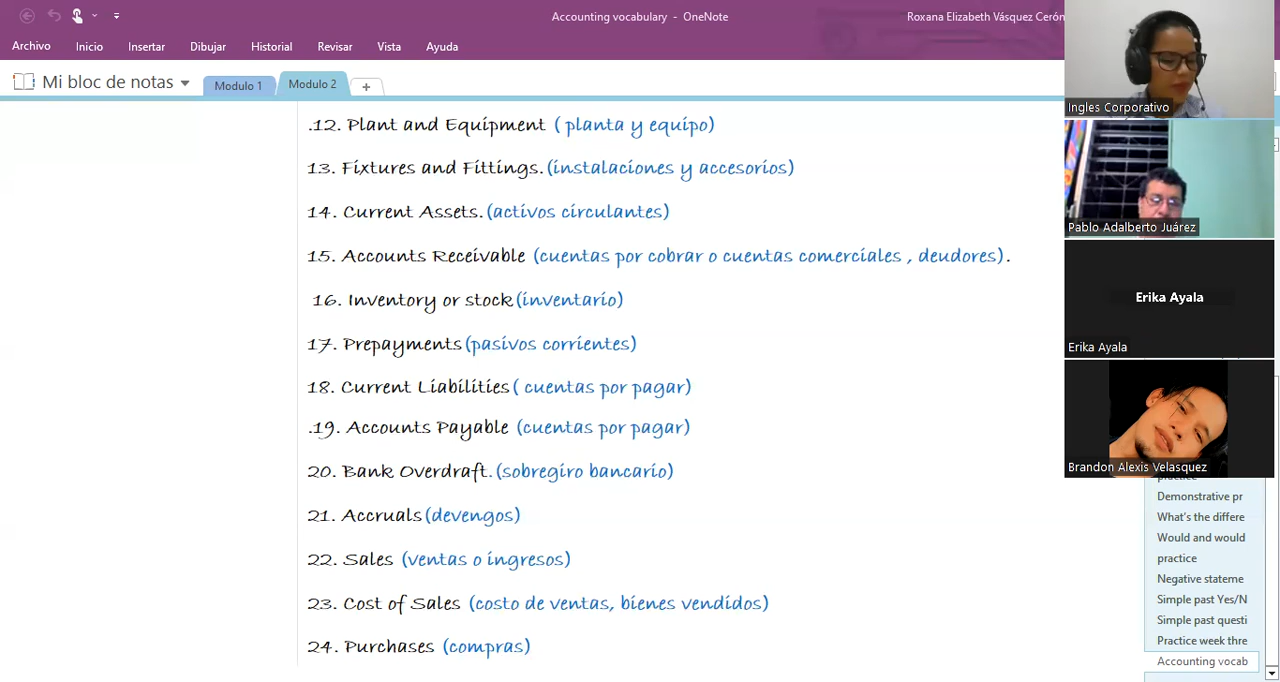 Accounting vocabulary - OneNote
Roxana Elizabeth Vásquez Cerón
Archivo Inicio Insertar Dibujar Historial Revisar Vista Ayuda
Mi bloc de notas Modulo 1 Modulo 2 +
.12. Plant and Equipment ( planta y equipo)
13. Fixtures and Fittings. (instalaciones y accesorios)
14. Current Assets. (activos circulantes)
15. Accounts Receivable (cuentas por cobrar o cuentas comerciales , deudores) .
16. Inventory or stock (inventario)
17. Prepayments (pasivos corrientes)
18. Current Liabilities ( cuentas por pagar)
.19. Accounts Payable (cuentas por pagar)
20. Bank Overdraft. (sobregiro bancario)
21. Accruals (devengos)
22. Sales (ventas o ingresos)
23. Cost of Sales (costo de ventas, bienes vendidos)
24. Purchases (compras)
Ingles Corporativo
Pablo Adalberto Juárez
Erika Ayala
Erika Ayala
Brandon Alexis Velasquez
practice
Demonstrative pr
What's the differe
Would and would
practice
Negative stateme
Simple past Yes/N
Simple past questi
Practice week thre
Accounting vocab